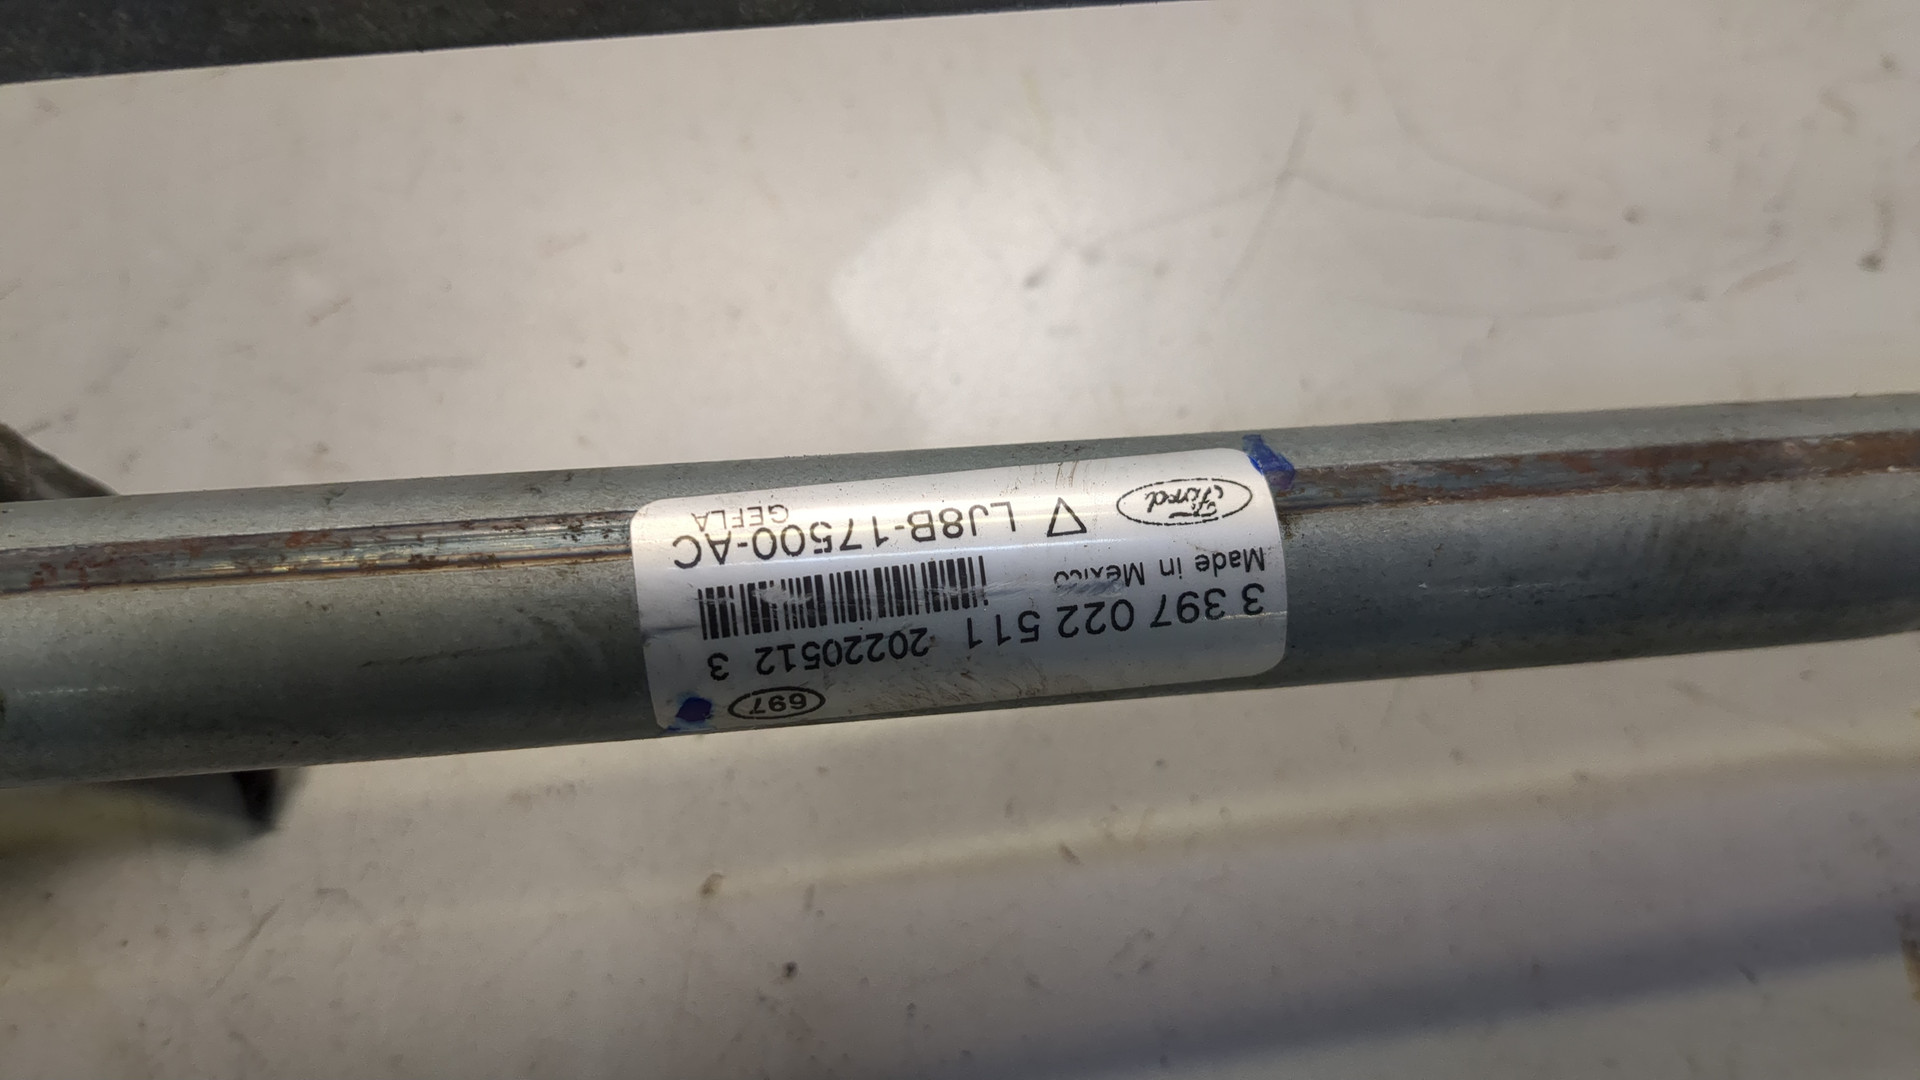 Ford ▽ LJ8B-17500-AC
GEFLA
Made in Mexico
3 397 022 511 20220512 3
697